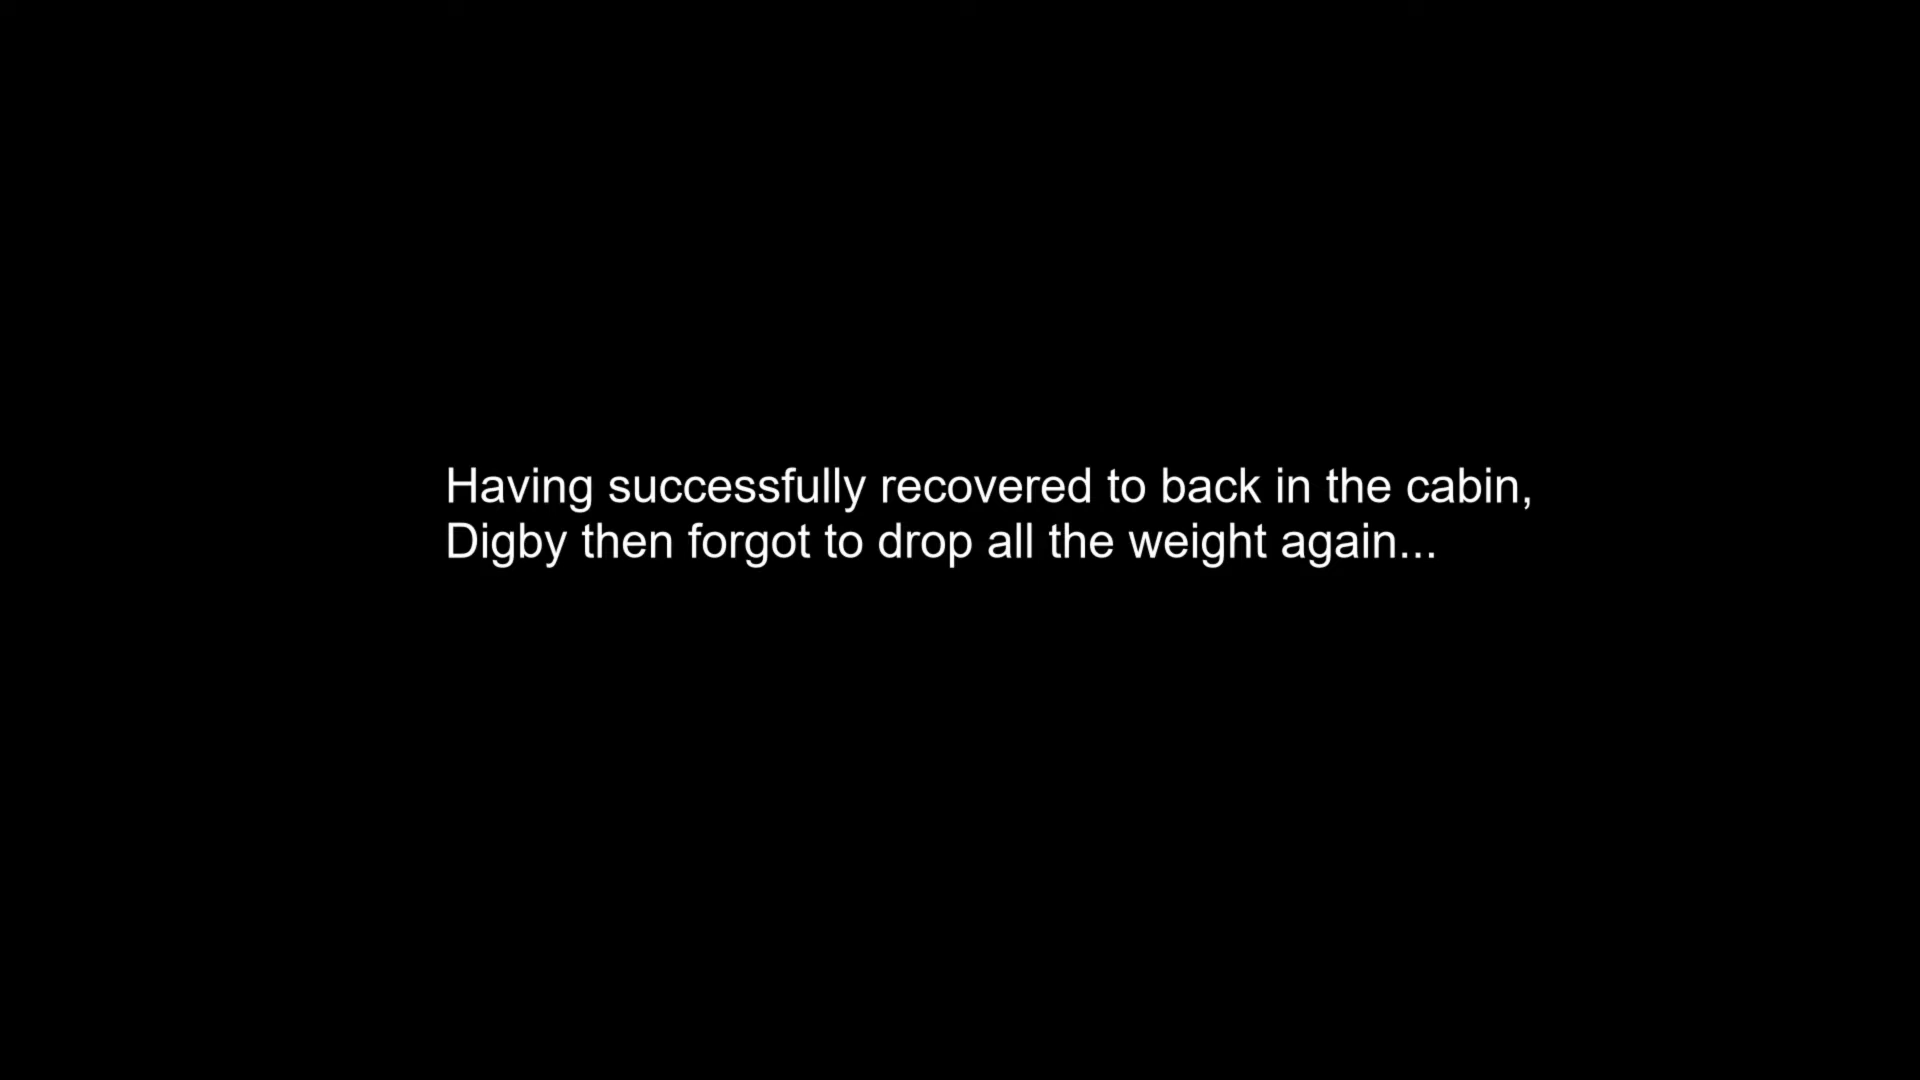 Having successfully recovered to back in the cabin,
Digby then forgot to drop all the weight again...